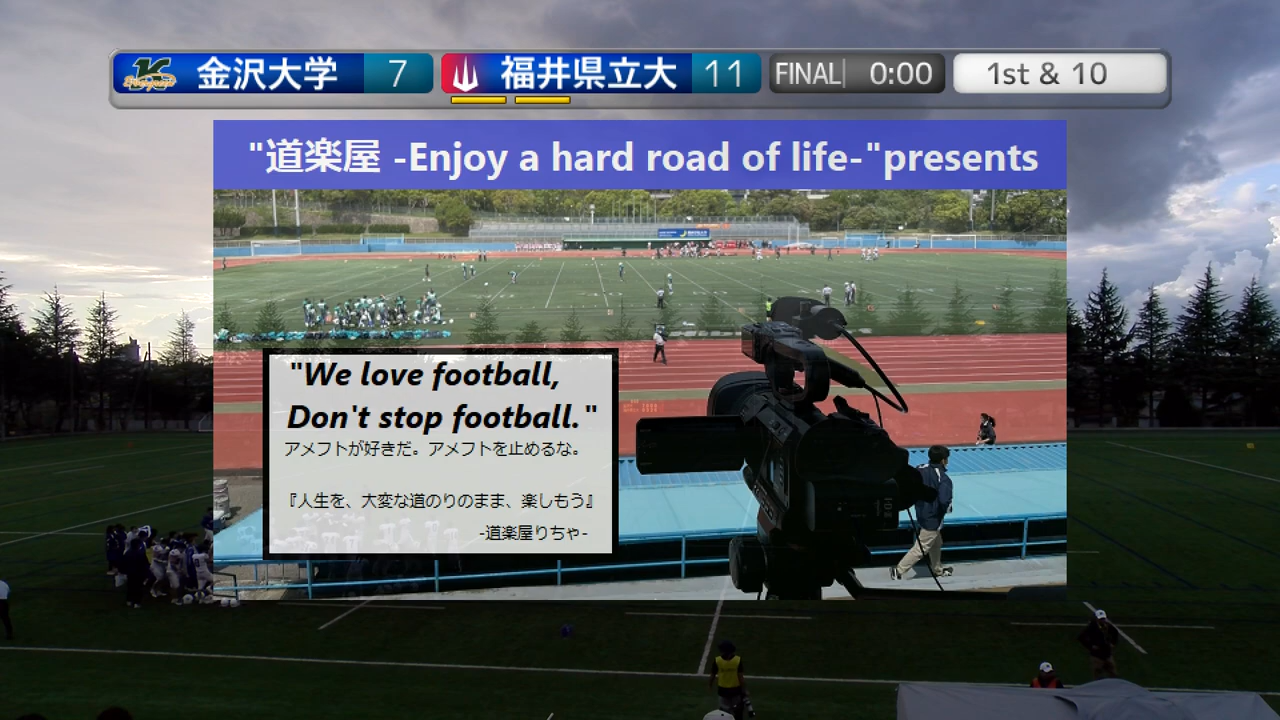 金沢大学 7 福井県立大 11 FINAL 0:00 1st & 10
"道楽屋 -Enjoy a hard road of life-"presents
"We love football,
Don't stop football."
アメフトが好きだ。アメフトを止めるな。
『人生を、大変な道のりのまま、楽しもう』
-道楽屋りちゃ-